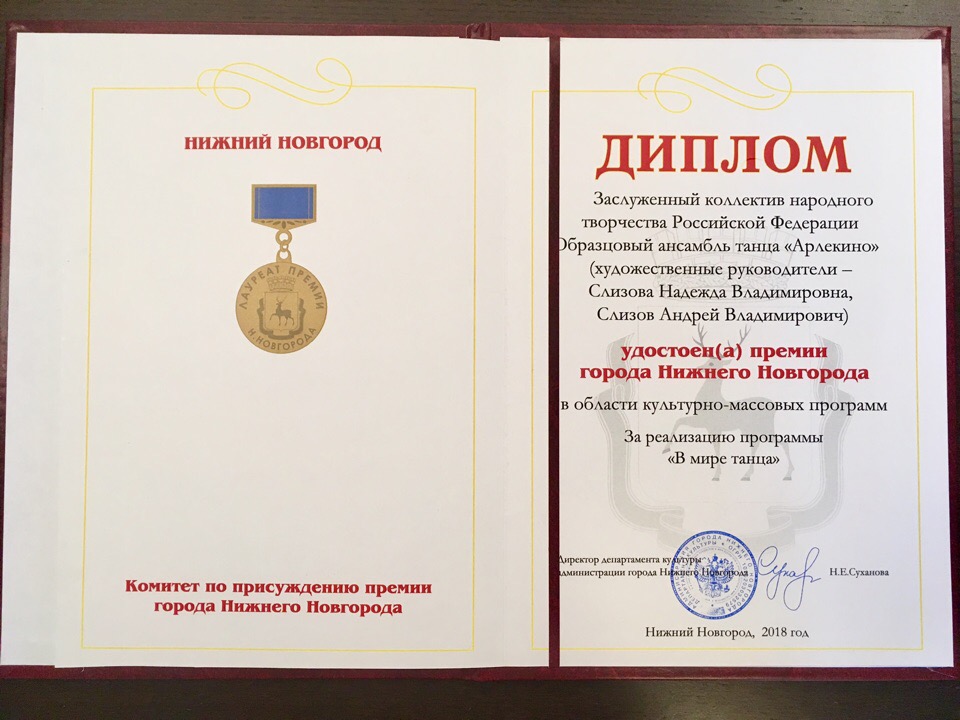 НИЖНИЙ НОВГОРОД
ЛАУРЕАТ ПРЕМИИ
Н.НОВГОРОДА
Комитет по присуждению премии
города Нижнего Новгорода
ДИПЛОМ
Заслуженный коллектив народного
творчества Российской Федерации
Образцовый ансамбль танца «Арлекино»
(художественные руководители –
Слизова Надежда Владимировна,
Слизов Андрей Владимирович)
удостоен(а) премии
города Нижнего Новгорода
в области культурно-массовых программ
За реализацию программы
«В мире танца»
Директор департамента культуры
администрации города Нижнего Новгорода
Н.Е.Суханова
Нижний Новгород, 2018 год